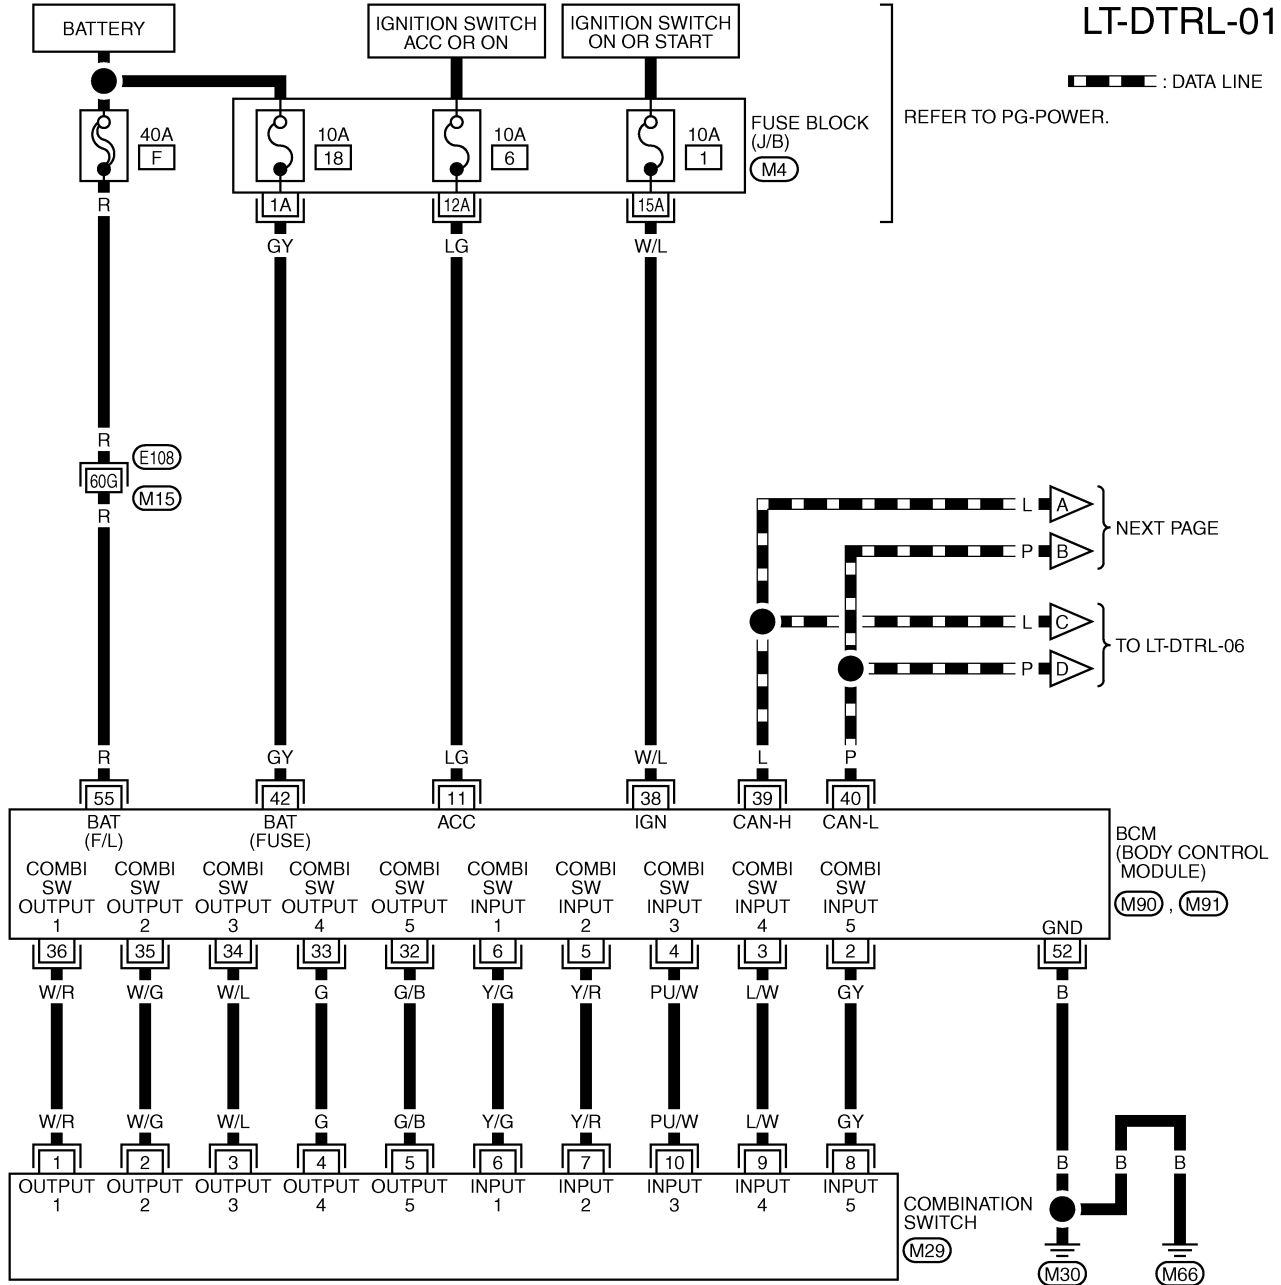 LT-DTRL-01
BATTERY
IGNITION SWITCH
ACC OR ON
IGNITION SWITCH
ON OR START
: DATA LINE
40A
F
10A
18
10A
6
10A
1
FUSE BLOCK
(J/B)
M4
REFER TO PG-POWER.
1A
12A
15A
R
GY
LG
W/L
R
E108
60G
M15
R
L
A
P
B
NEXT PAGE
L
C
P
D
TO LT-DTRL-06
R
GY
LG
W/L
L
P
55
42
11
38
39
40
BAT
(F/L)
BAT
(FUSE)
ACC
IGN
CAN-H
CAN-L
BCM
(BODY CONTROL
MODULE)
M90 , M91
COMBI
SW
OUTPUT
1
COMBI
SW
OUTPUT
2
COMBI
SW
OUTPUT
3
COMBI
SW
OUTPUT
4
COMBI
SW
OUTPUT
5
COMBI
SW
INPUT
1
COMBI
SW
INPUT
2
COMBI
SW
INPUT
3
COMBI
SW
INPUT
4
COMBI
SW
INPUT
5
GND
36
35
34
33
32
6
5
4
3
2
52
W/R
W/G
W/L
G
G/B
Y/G
Y/R
PU/W
L/W
GY
B
W/R
W/G
W/L
G
G/B
Y/G
Y/R
PU/W
L/W
GY
B
B
B
1
2
3
4
5
6
7
10
9
8
OUTPUT
1
OUTPUT
2
OUTPUT
3
OUTPUT
4
OUTPUT
5
INPUT
1
INPUT
2
INPUT
3
INPUT
4
INPUT
5
COMBINATION
SWITCH
M29
M30
M66